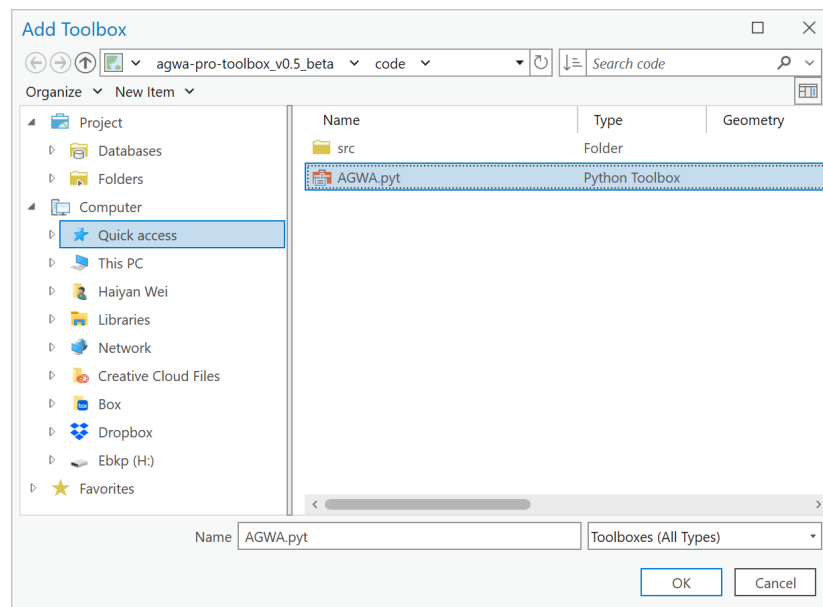 Add Toolbox
agwa-pro-toolbox_v0.5_beta code Search code
Organize New Item
Project
Databases
Folders
Computer
Quick access
This PC
Haiyan Wei
Libraries
Network
Creative Cloud Files
Box
Dropbox
Ebkp (H:)
Favorites
Name Type Geometry
src Folder
AGWA.pyt Python Toolbox
Name AGWA.pyt Toolboxes (All Types)
OK Cancel